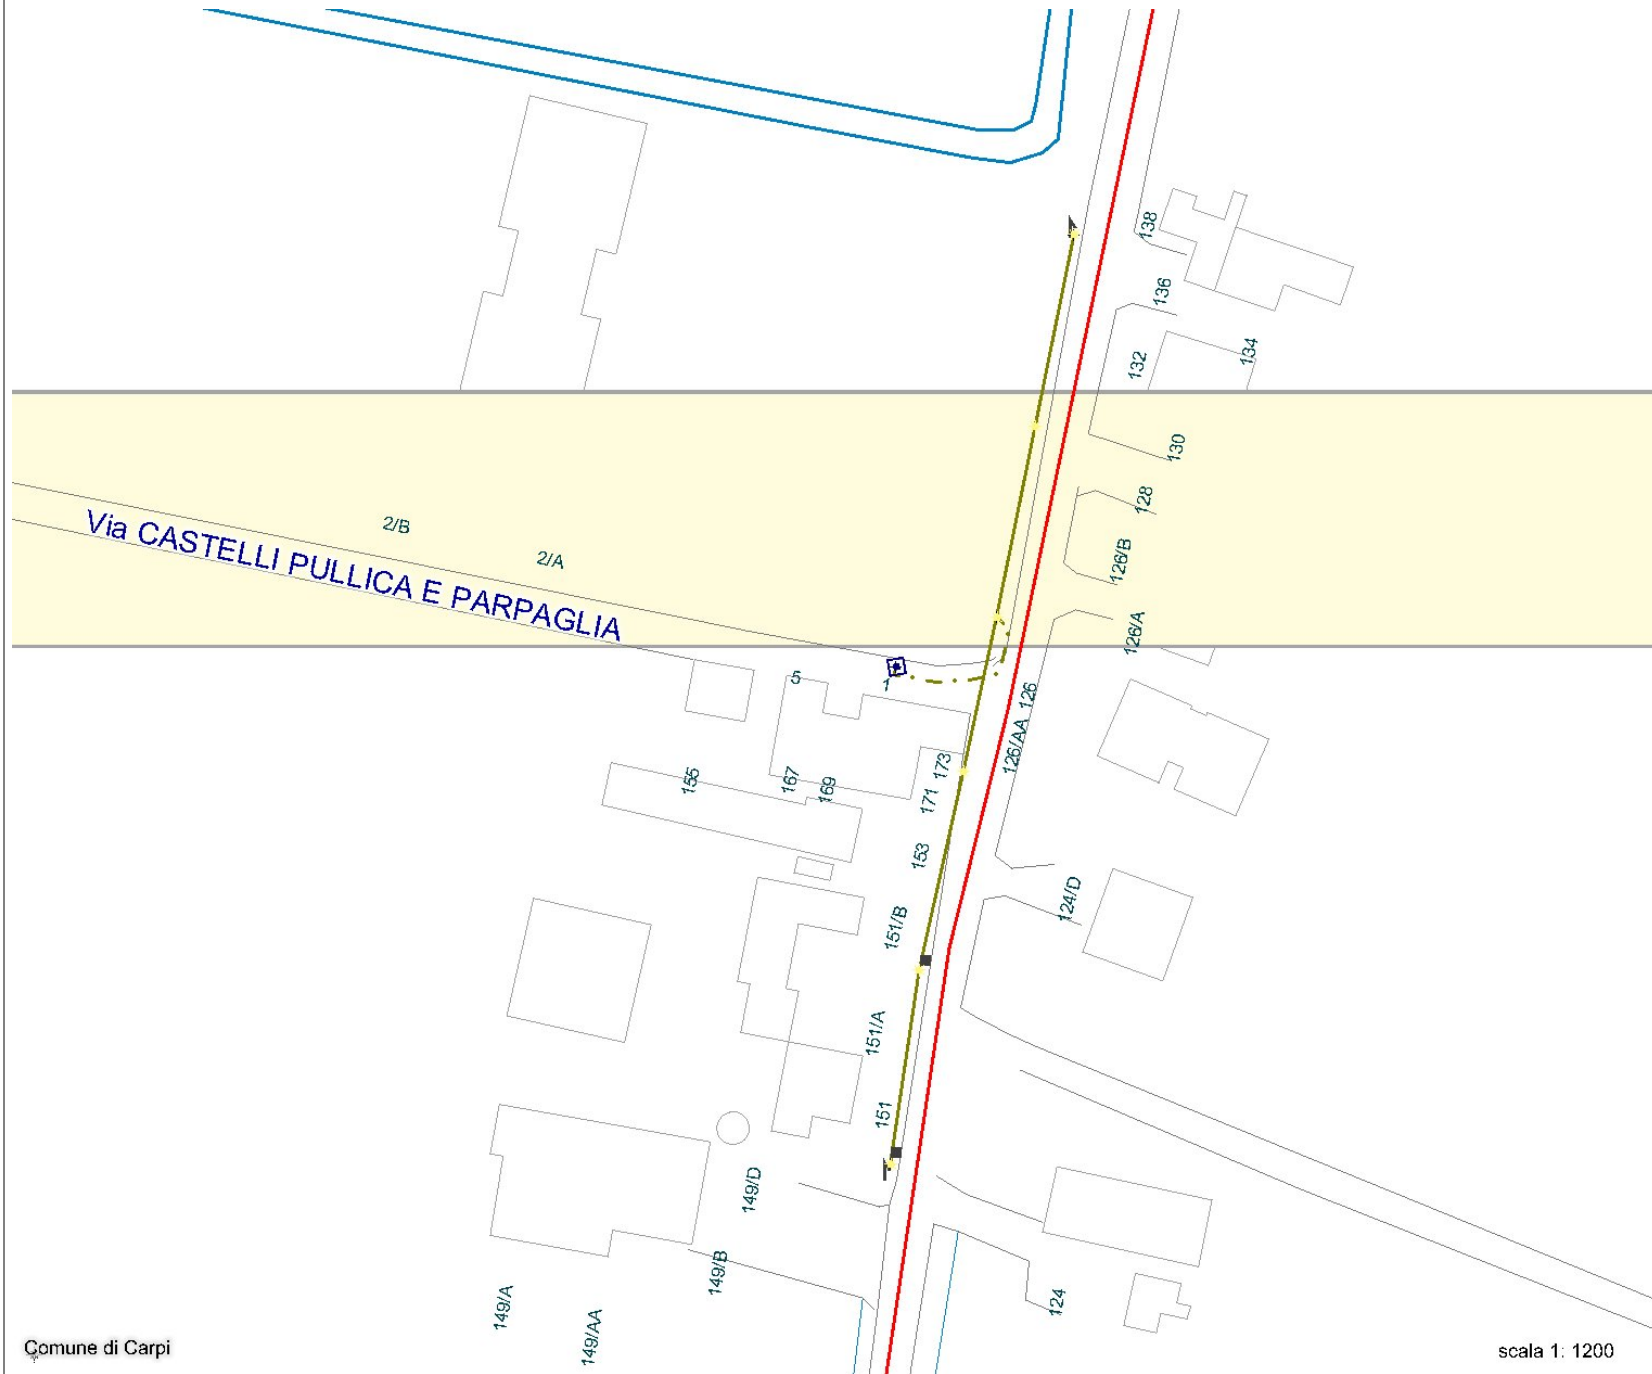 138
136
132
134
130
128
2/B
Via CASTELLI PULLICA E PARPAGLIA
2/A
126/B
126/A
5
1
126
126/AA
155
167
169
173
171
153
124/D
151/B
151/A
151
149/D
149/B
149/A
149/AA
124
Comune di Carpi
scala 1: 1200